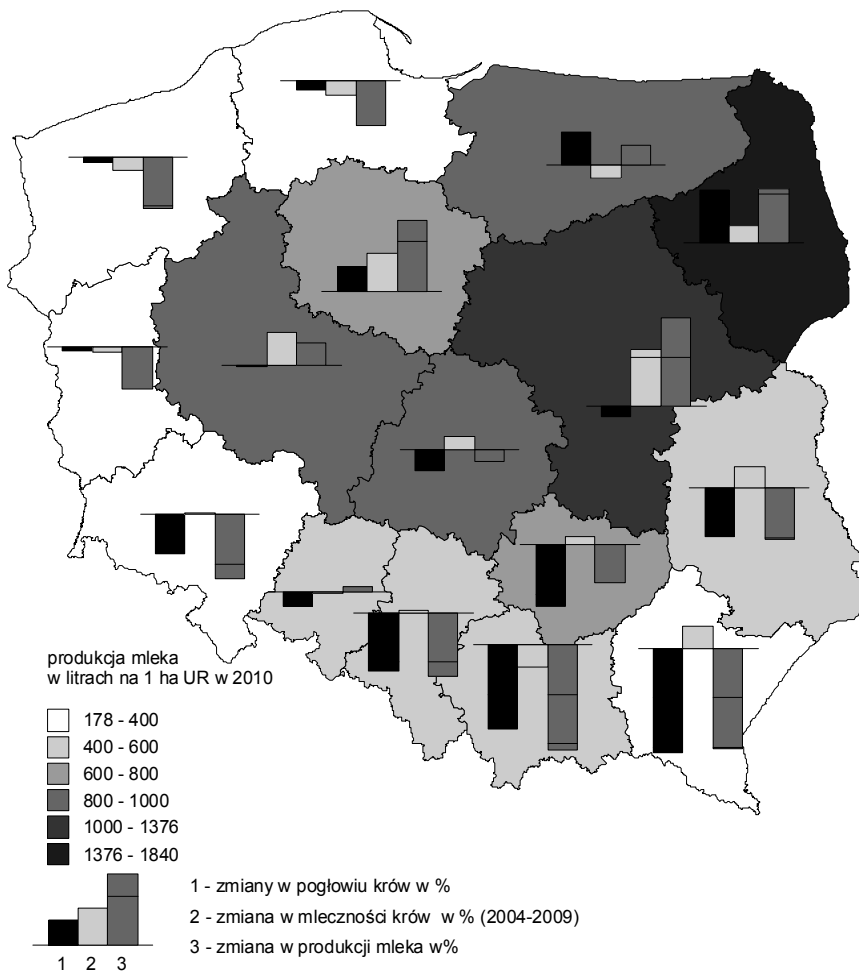 produkcja mleka
w litrach na 1 ha UR w 2010
178 - 400
400 - 600
600 - 800
800 - 1000
1000 - 1376
1376 - 1840
1 - zmiany w pogłowiu krów w %
2 - zmiana w mleczności krów w % (2004-2009)
3 - zmiana w produkcji mleka w%
1 2 3